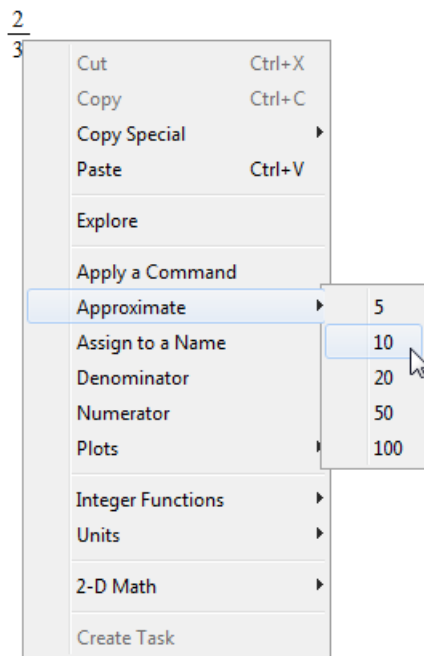 2
3
Cut Ctrl+X
Copy Ctrl+C
Copy Special
Paste Ctrl+V
Explore
Apply a Command
Approximate
Assign to a Name
Denominator
Numerator
Plots
Integer Functions
Units
2-D Math
Create Task
5
10
20
50
100